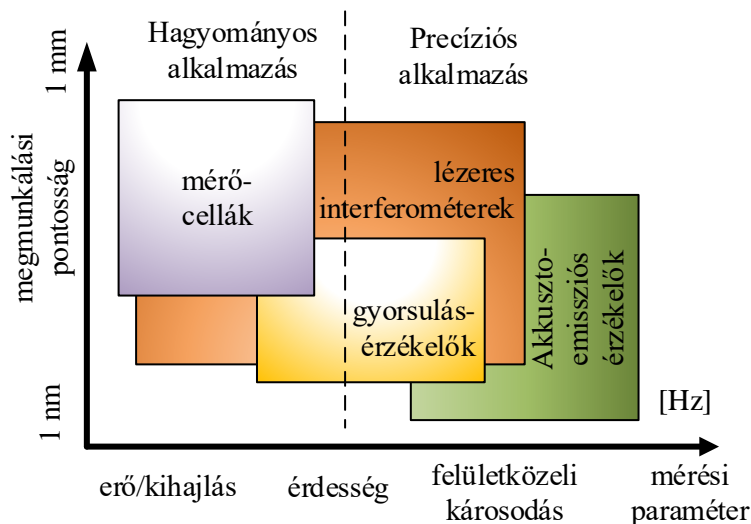 Hagyományos
alkalmazás
Precíziós
alkalmazás
1 mm
megmunkálási
pontosság
1 nm
mérő-
cellák
lézeres
interferométerek
gyorsulás-
érzékelők
Akkuszto-
emissziós
érzékelők
[Hz]
erő/kihajlás
érdesség
felületközeli
károsodás
mérési
paraméter